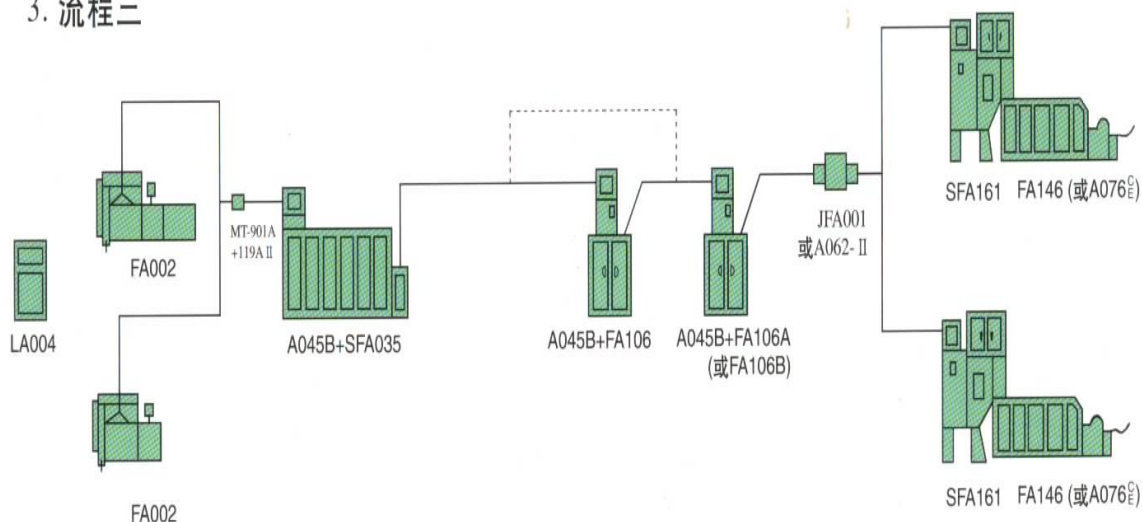 3. 流程三
FA002
LA004
FA002
MT-901A
+119A II
A045B+SFA035
A045B+FA106
A045B+FA106A
(或FA106B)
JFA001
或A062-II
SFA161 FA146 (或A076C/E)
SFA161 FA146 (或A076C/E)